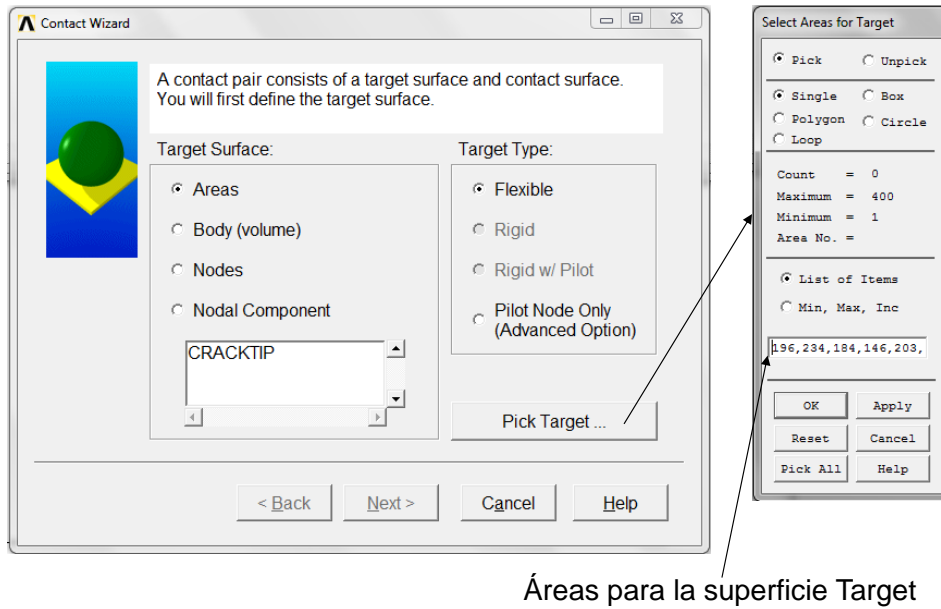 Contact Wizard
A contact pair consists of a target surface and contact surface.
You will first define the target surface.
Target Surface:
Target Type:
Areas
Body (volume)
Nodes
Nodal Component
CRACKTIP
Flexible
Rigid
Rigid w/ Pilot
Pilot Node Only
(Advanced Option)
Pick Target ...
< Back
Next >
Cancel
Help
Select Areas for Target
Pick Unpick
Single Box
Polygon Circle
Loop
Count = 0
Maximum = 400
Minimum = 1
Area No. =
List of Items
Min, Max, Inc
196,234,184,146,203,
OK Apply
Reset Cancel
Pick All Help
Áreas para la superficie Target